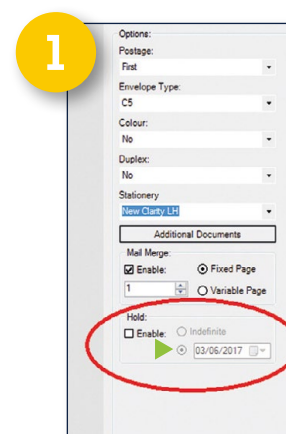 1
Options:
Postage:
First
Envelope Type:
C5
Colour:
No
Duplex:
No
Stationery
New Clarity LH
Additional Documents
Mail Merge:
Enable: Fixed Page
1 Variable Page
Hold:
Enable: Indefinite
03/06/2017